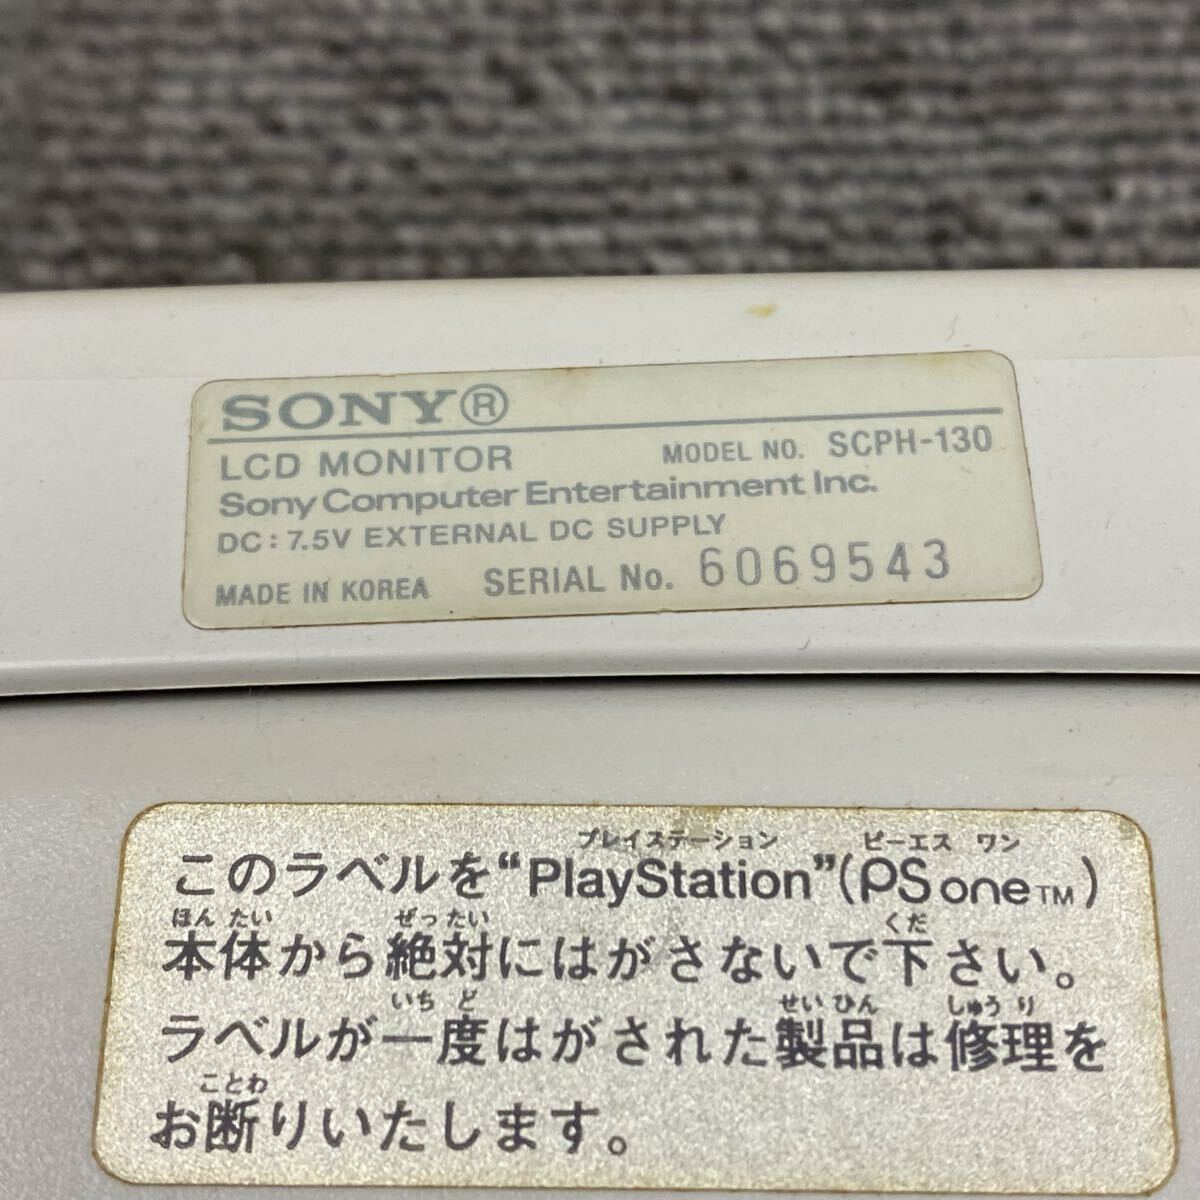 SONY®
LCD MONITOR MODEL NO. SCPH-130
Sony Computer Entertainment Inc.
DC: 7.5V EXTERNAL DC SUPPLY
MADE IN KOREA SERIAL No. 6069543
プレイステーション ピーエス ワン
このラベルを“PlayStation”(PS one™)
ほん たい ぜっ たい くだ
本体から絶対にはがさないで下さい。
いち ど せい ひん しゅう り
ラベルが一度はがされた製品は修理を
ことわ
お断りいたします。